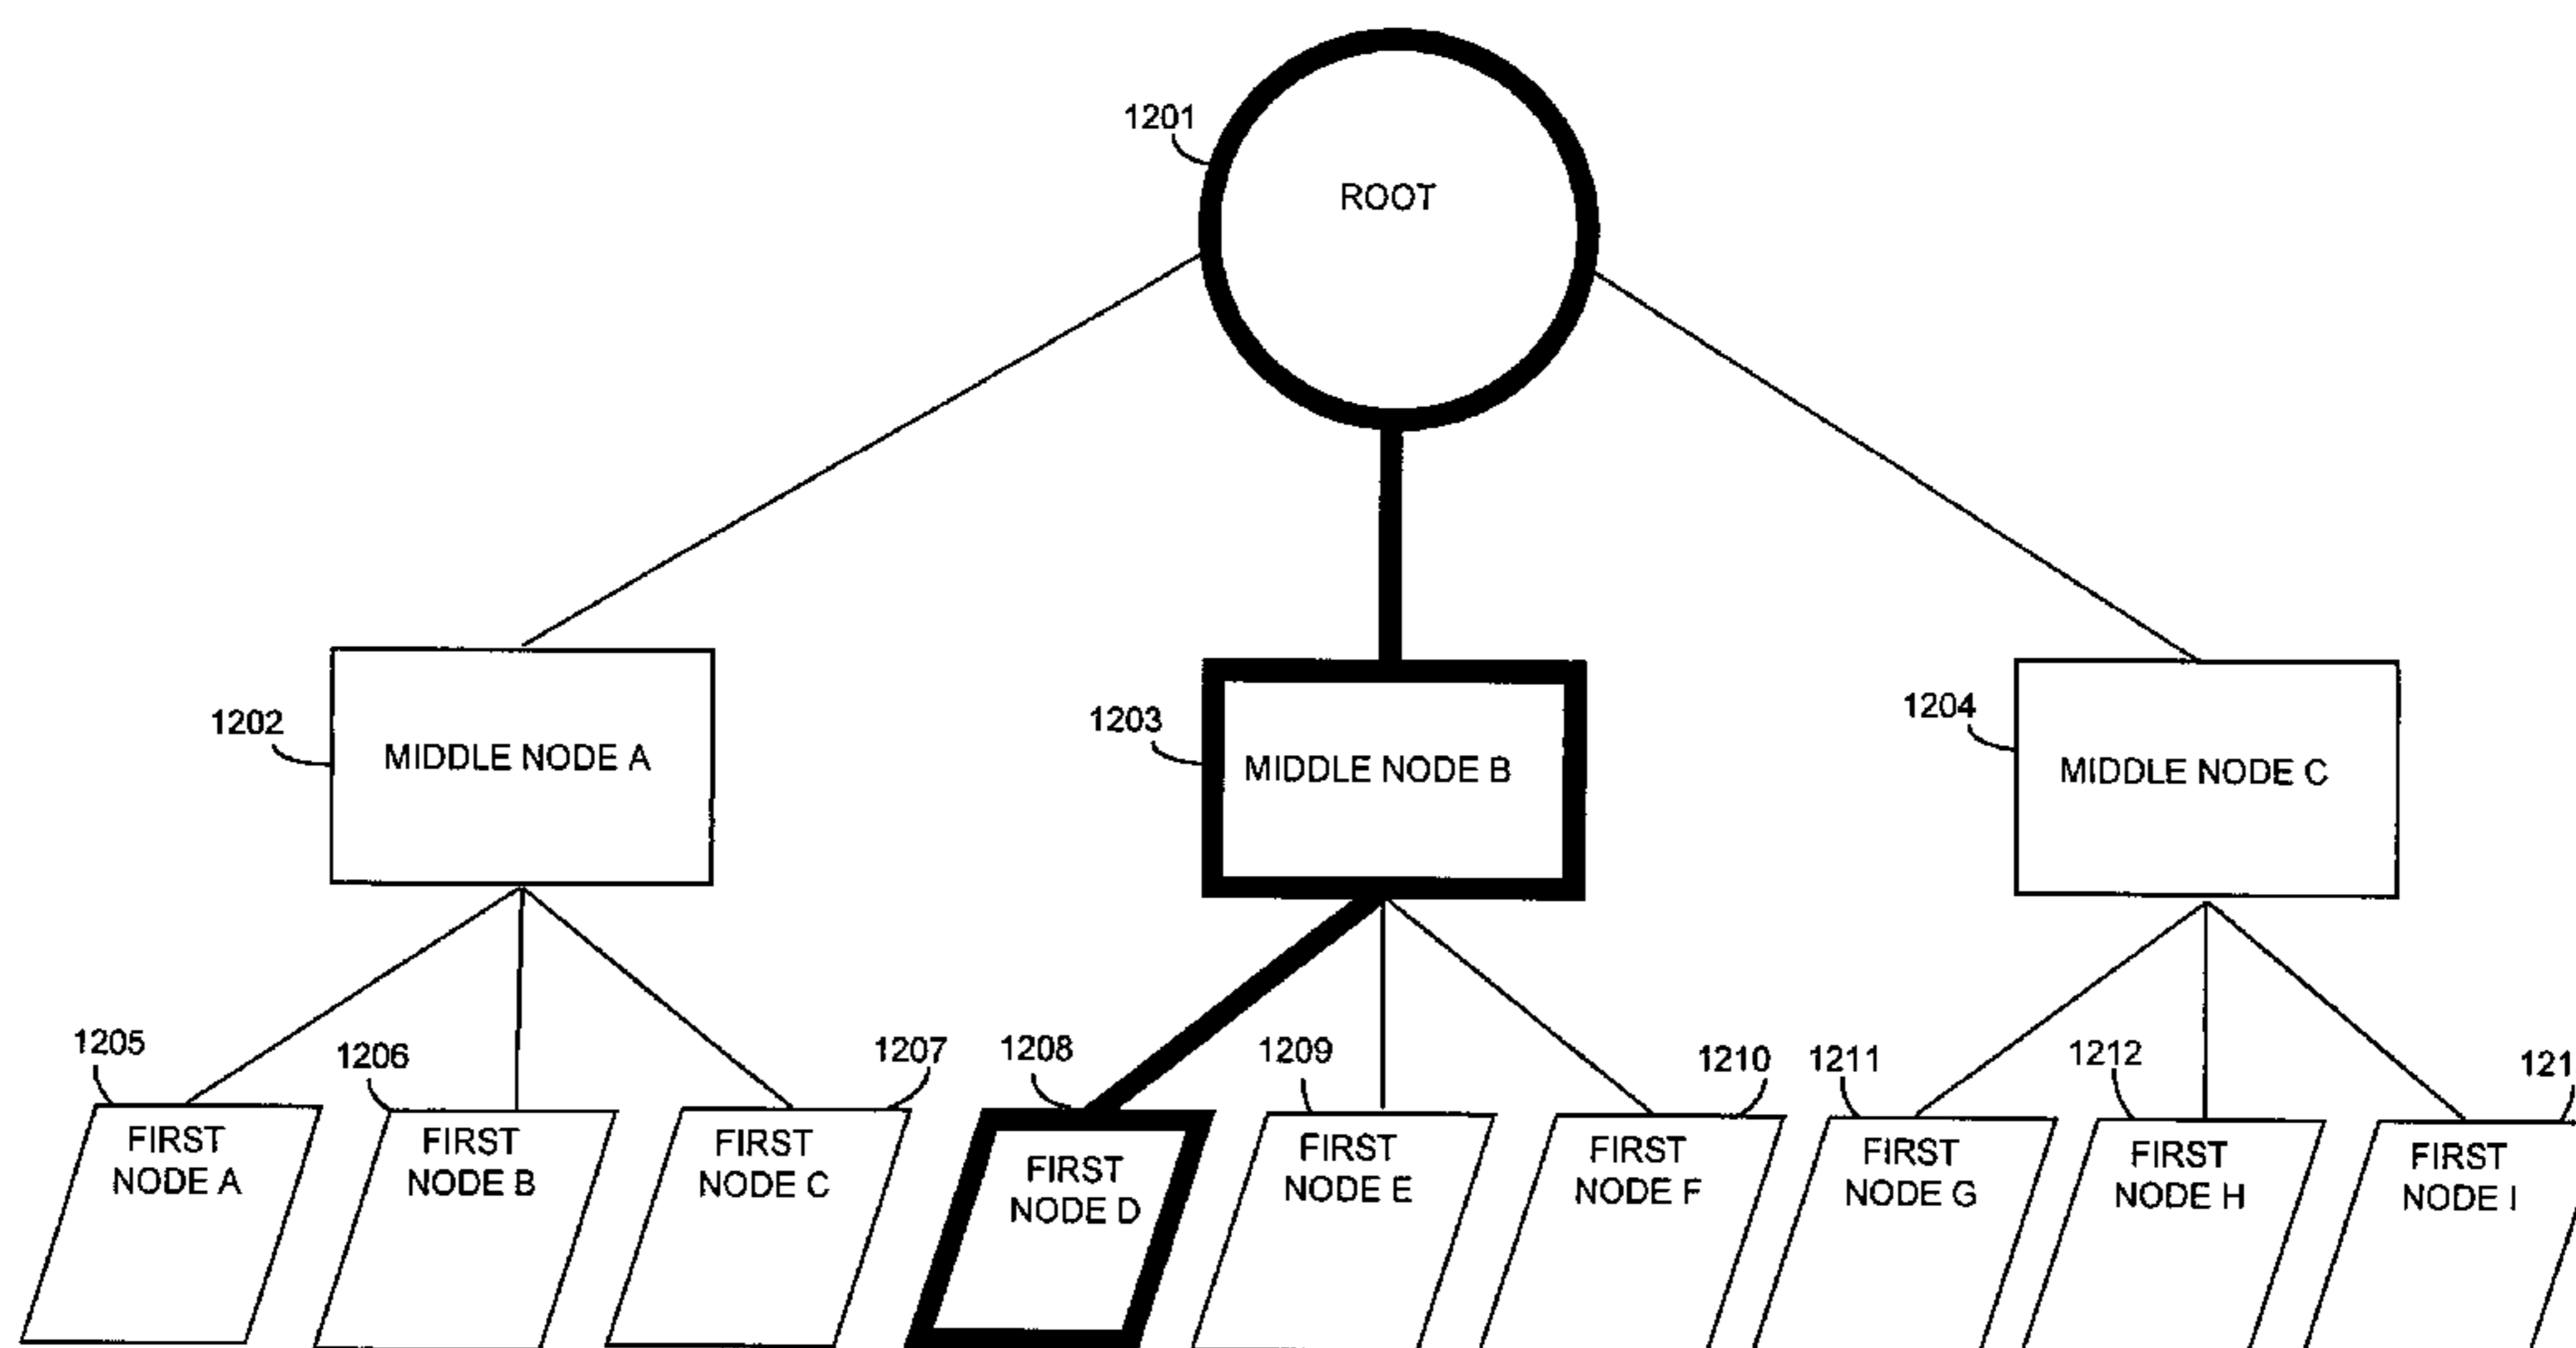 1201
ROOT
1202
MIDDLE NODE A
1203
MIDDLE NODE B
1204
MIDDLE NODE C
1205
FIRST
NODE A
1206
FIRST
NODE B
1207
FIRST
NODE C
1208
FIRST
NODE D
1209
FIRST
NODE E
1210
FIRST
NODE F
1211
FIRST
NODE G
1212
FIRST
NODE H
FIRST
NODE I